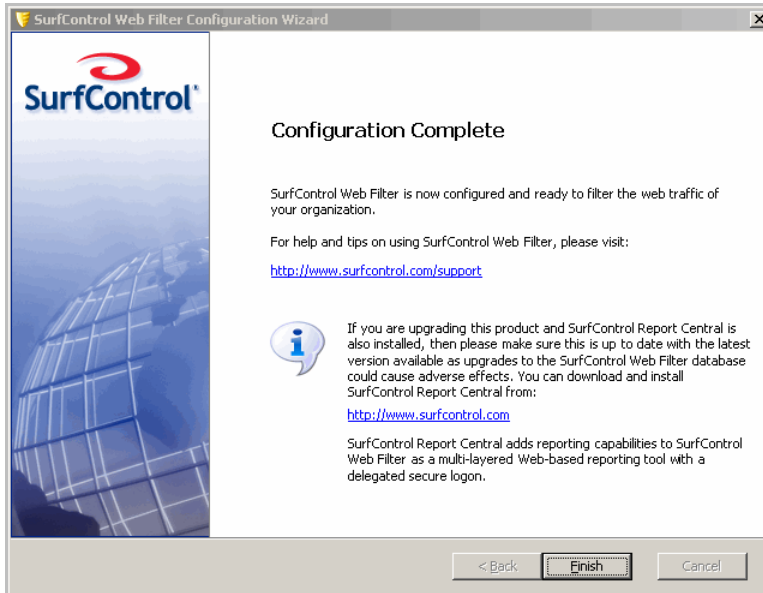 SurfControl Web Filter Configuration Wizard
SurfControl
Configuration Complete
SurfControl Web Filter is now configured and ready to filter the web traffic of
your organization.
For help and tips on using SurfControl Web Filter, please visit:
http://www.surfcontrol.com/support
If you are upgrading this product and SurfControl Report Central is
also installed, then please make sure this is up to date with the latest
version available as upgrades to the SurfControl Web Filter database
could cause adverse effects. You can download and install
SurfControl Report Central from:
http://www.surfcontrol.com
SurfControl Report Central adds reporting capabilities to SurfControl
Web Filter as a multi-layered Web-based reporting tool with a
delegated secure logon.
< Back Finish Cancel